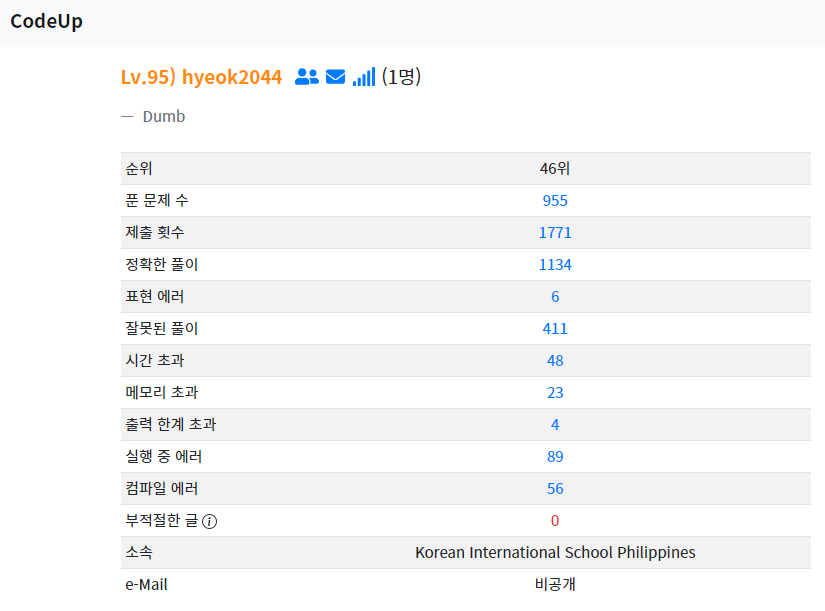 CodeUp
Lv.95) hyeok2044 (1명)
— Dumb
순위 46위
푼 문제 수 955
제출 횟수 1771
정확한 풀이 1134
표현 에러 6
잘못된 풀이 411
시간 초과 48
메모리 초과 23
출력 한계 초과 4
실행 중 에러 89
컴파일 에러 56
부적절한 글 0
소속 Korean International School Philippines
e-Mail 비공개